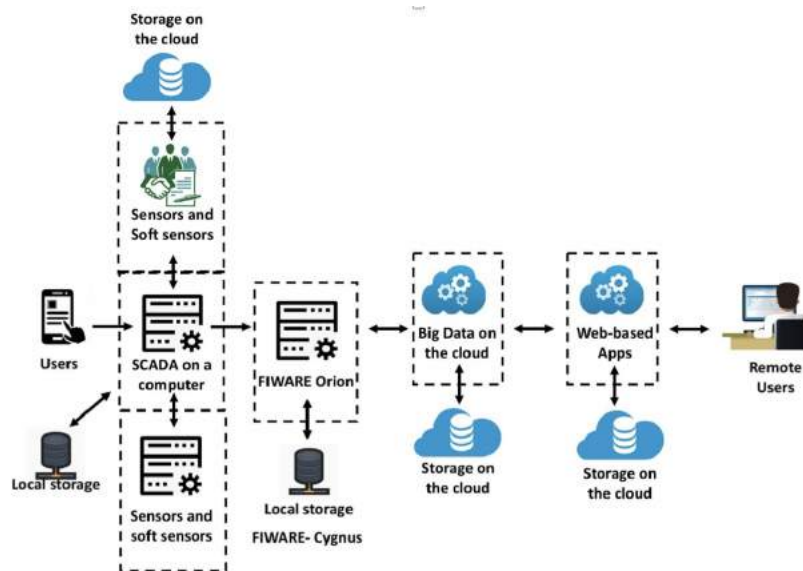 Storage on
the cloud
Sensors and
Soft sensors
Users
SCADA on a
computer
FIWARE Orion
Big Data on
the cloud
Web-based
Apps
Remote
Users
Local storage
Sensors and
soft sensors
Local storage
FIWARE- Cygnus
Storage on
the cloud
Storage on
the cloud